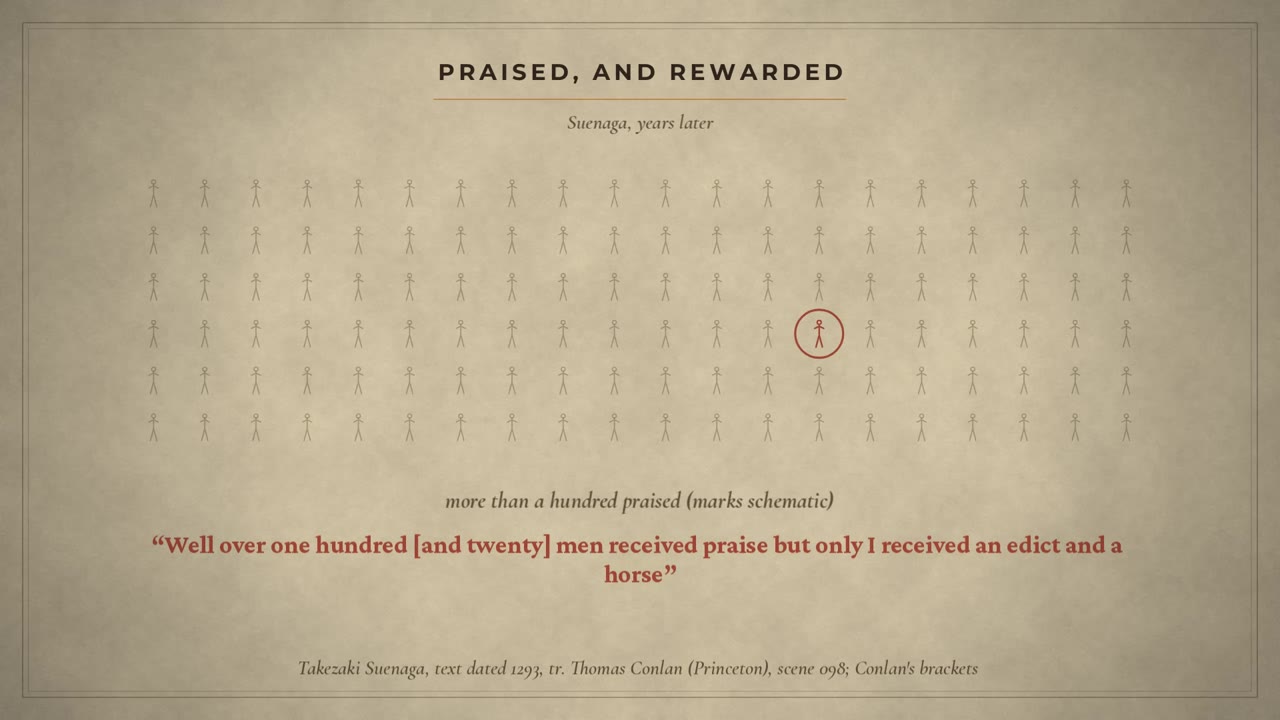 PRAISED, AND REWARDED
Suenaga, years later
more than a hundred praised (marks schematic)
“Well over one hundred [and twenty] men received praise but only I received an edict and a
horse”
Takezaki Suenaga, text dated 1293, tr. Thomas Conlan (Princeton), scene 098; Conlan's brackets